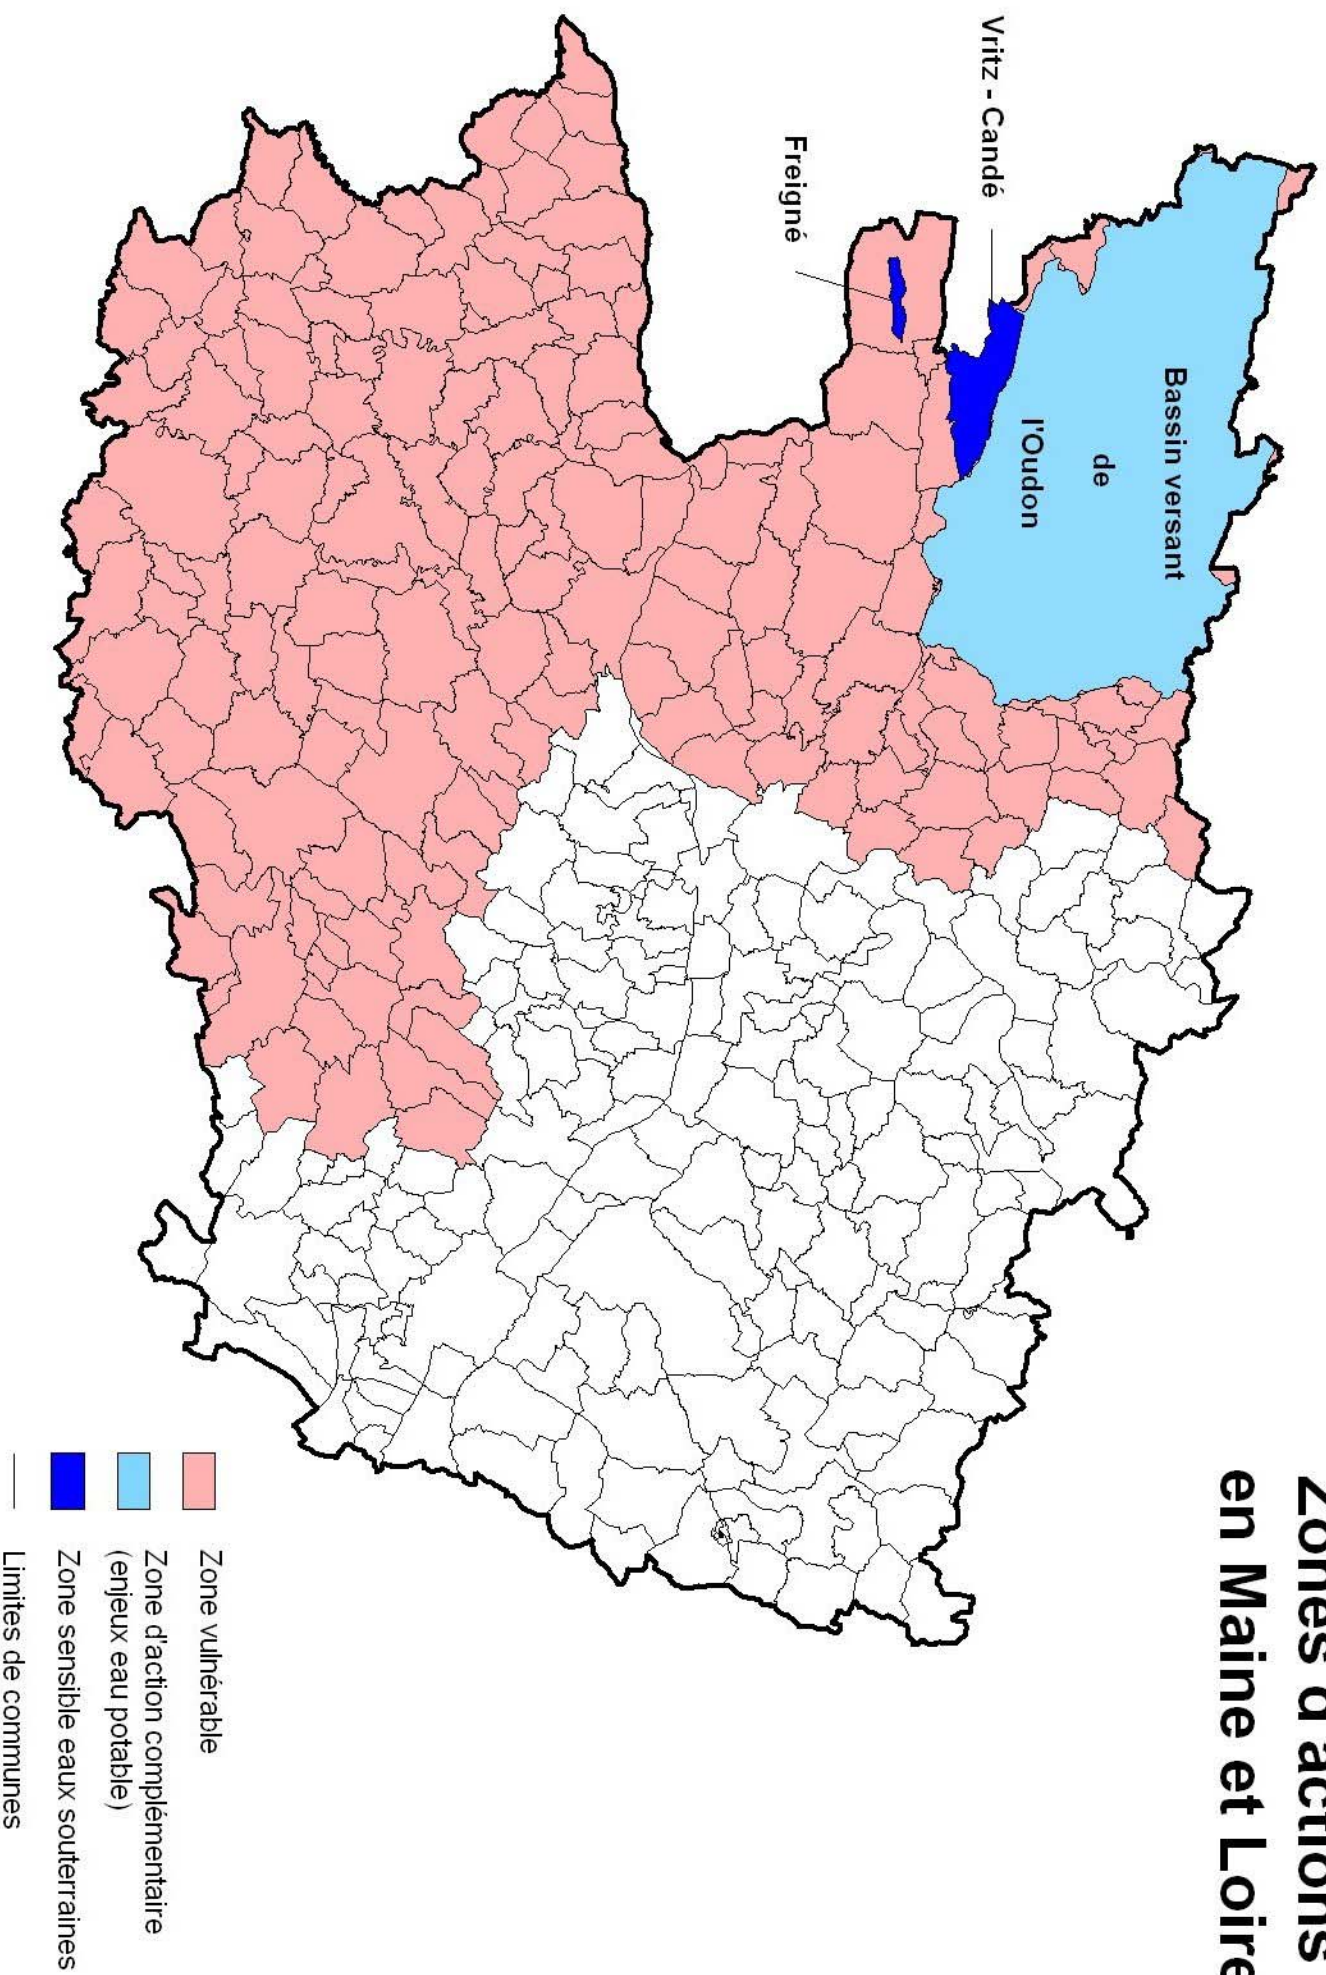 Zones d'actions
en Maine et Loire
Bassin versant
de
l'Oudon
Vritz - Candé
Freigné
Zone vulnérable
Zone d'action complémentaire
(enjeux eau potable)
Zone sensible eaux souterraines
Limites de communes